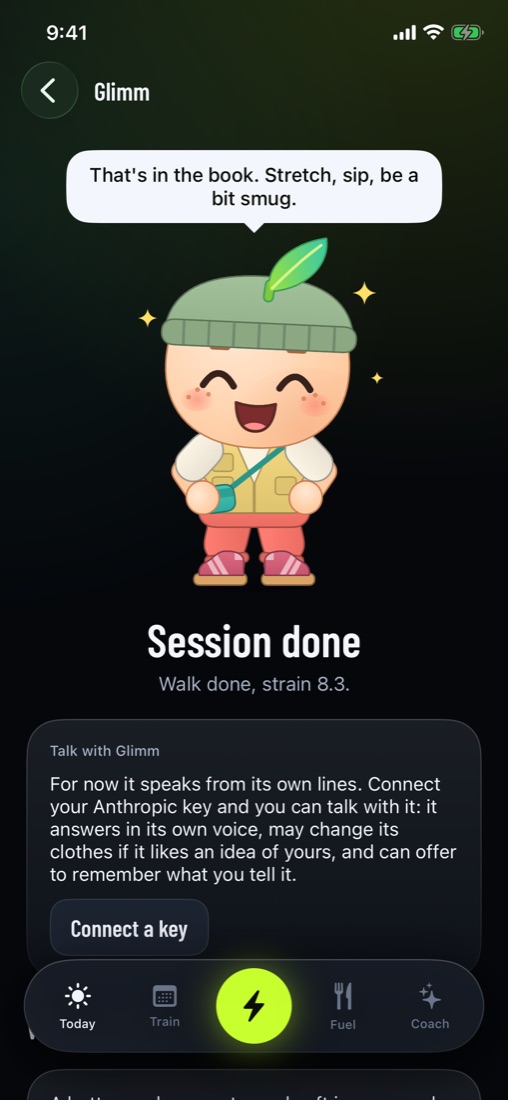 9:41
Glimm
That's in the book. Stretch, sip, be a
bit smug.
Session done
Walk done, strain 8.3.
Talk with Glimm
For now it speaks from its own lines. Connect
your Anthropic key and you can talk with it: it
answers in its own voice, may change its
clothes if it likes an idea of yours, and can offer
to remember what you tell it.
Connect a key
Today
Train
Fuel
Coach